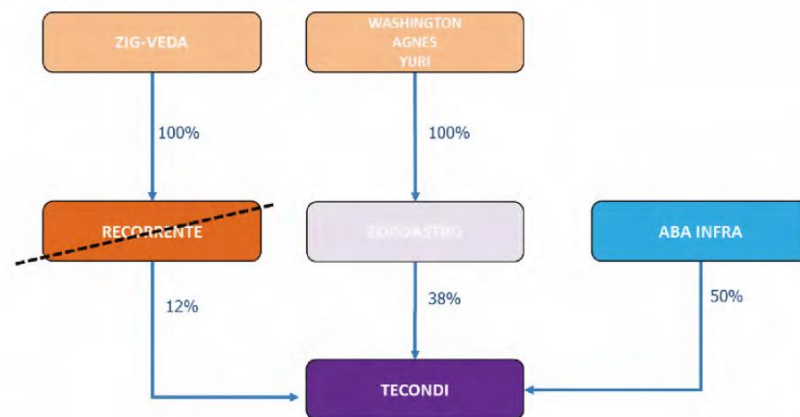 ZIG-VEDA
WASHINGTON
AGNES
YURI
100%
100%
RECORRENTE
ZOROASTRO
ABA INFRA
12%
38%
50%
TECONDI